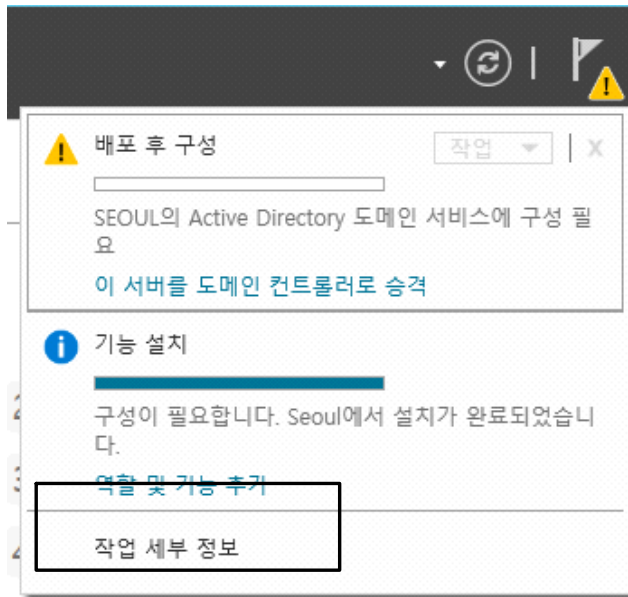 배포 후 구성
작업
x
SEOUL의 Active Directory 도메인 서비스에 구성 필
요
이 서버를 도메인 컨트롤러로 승격
기능 설치
구성이 필요합니다. Seoul에서 설치가 완료되었습니
다.
역할 및 기능 추가
작업 세부 정보